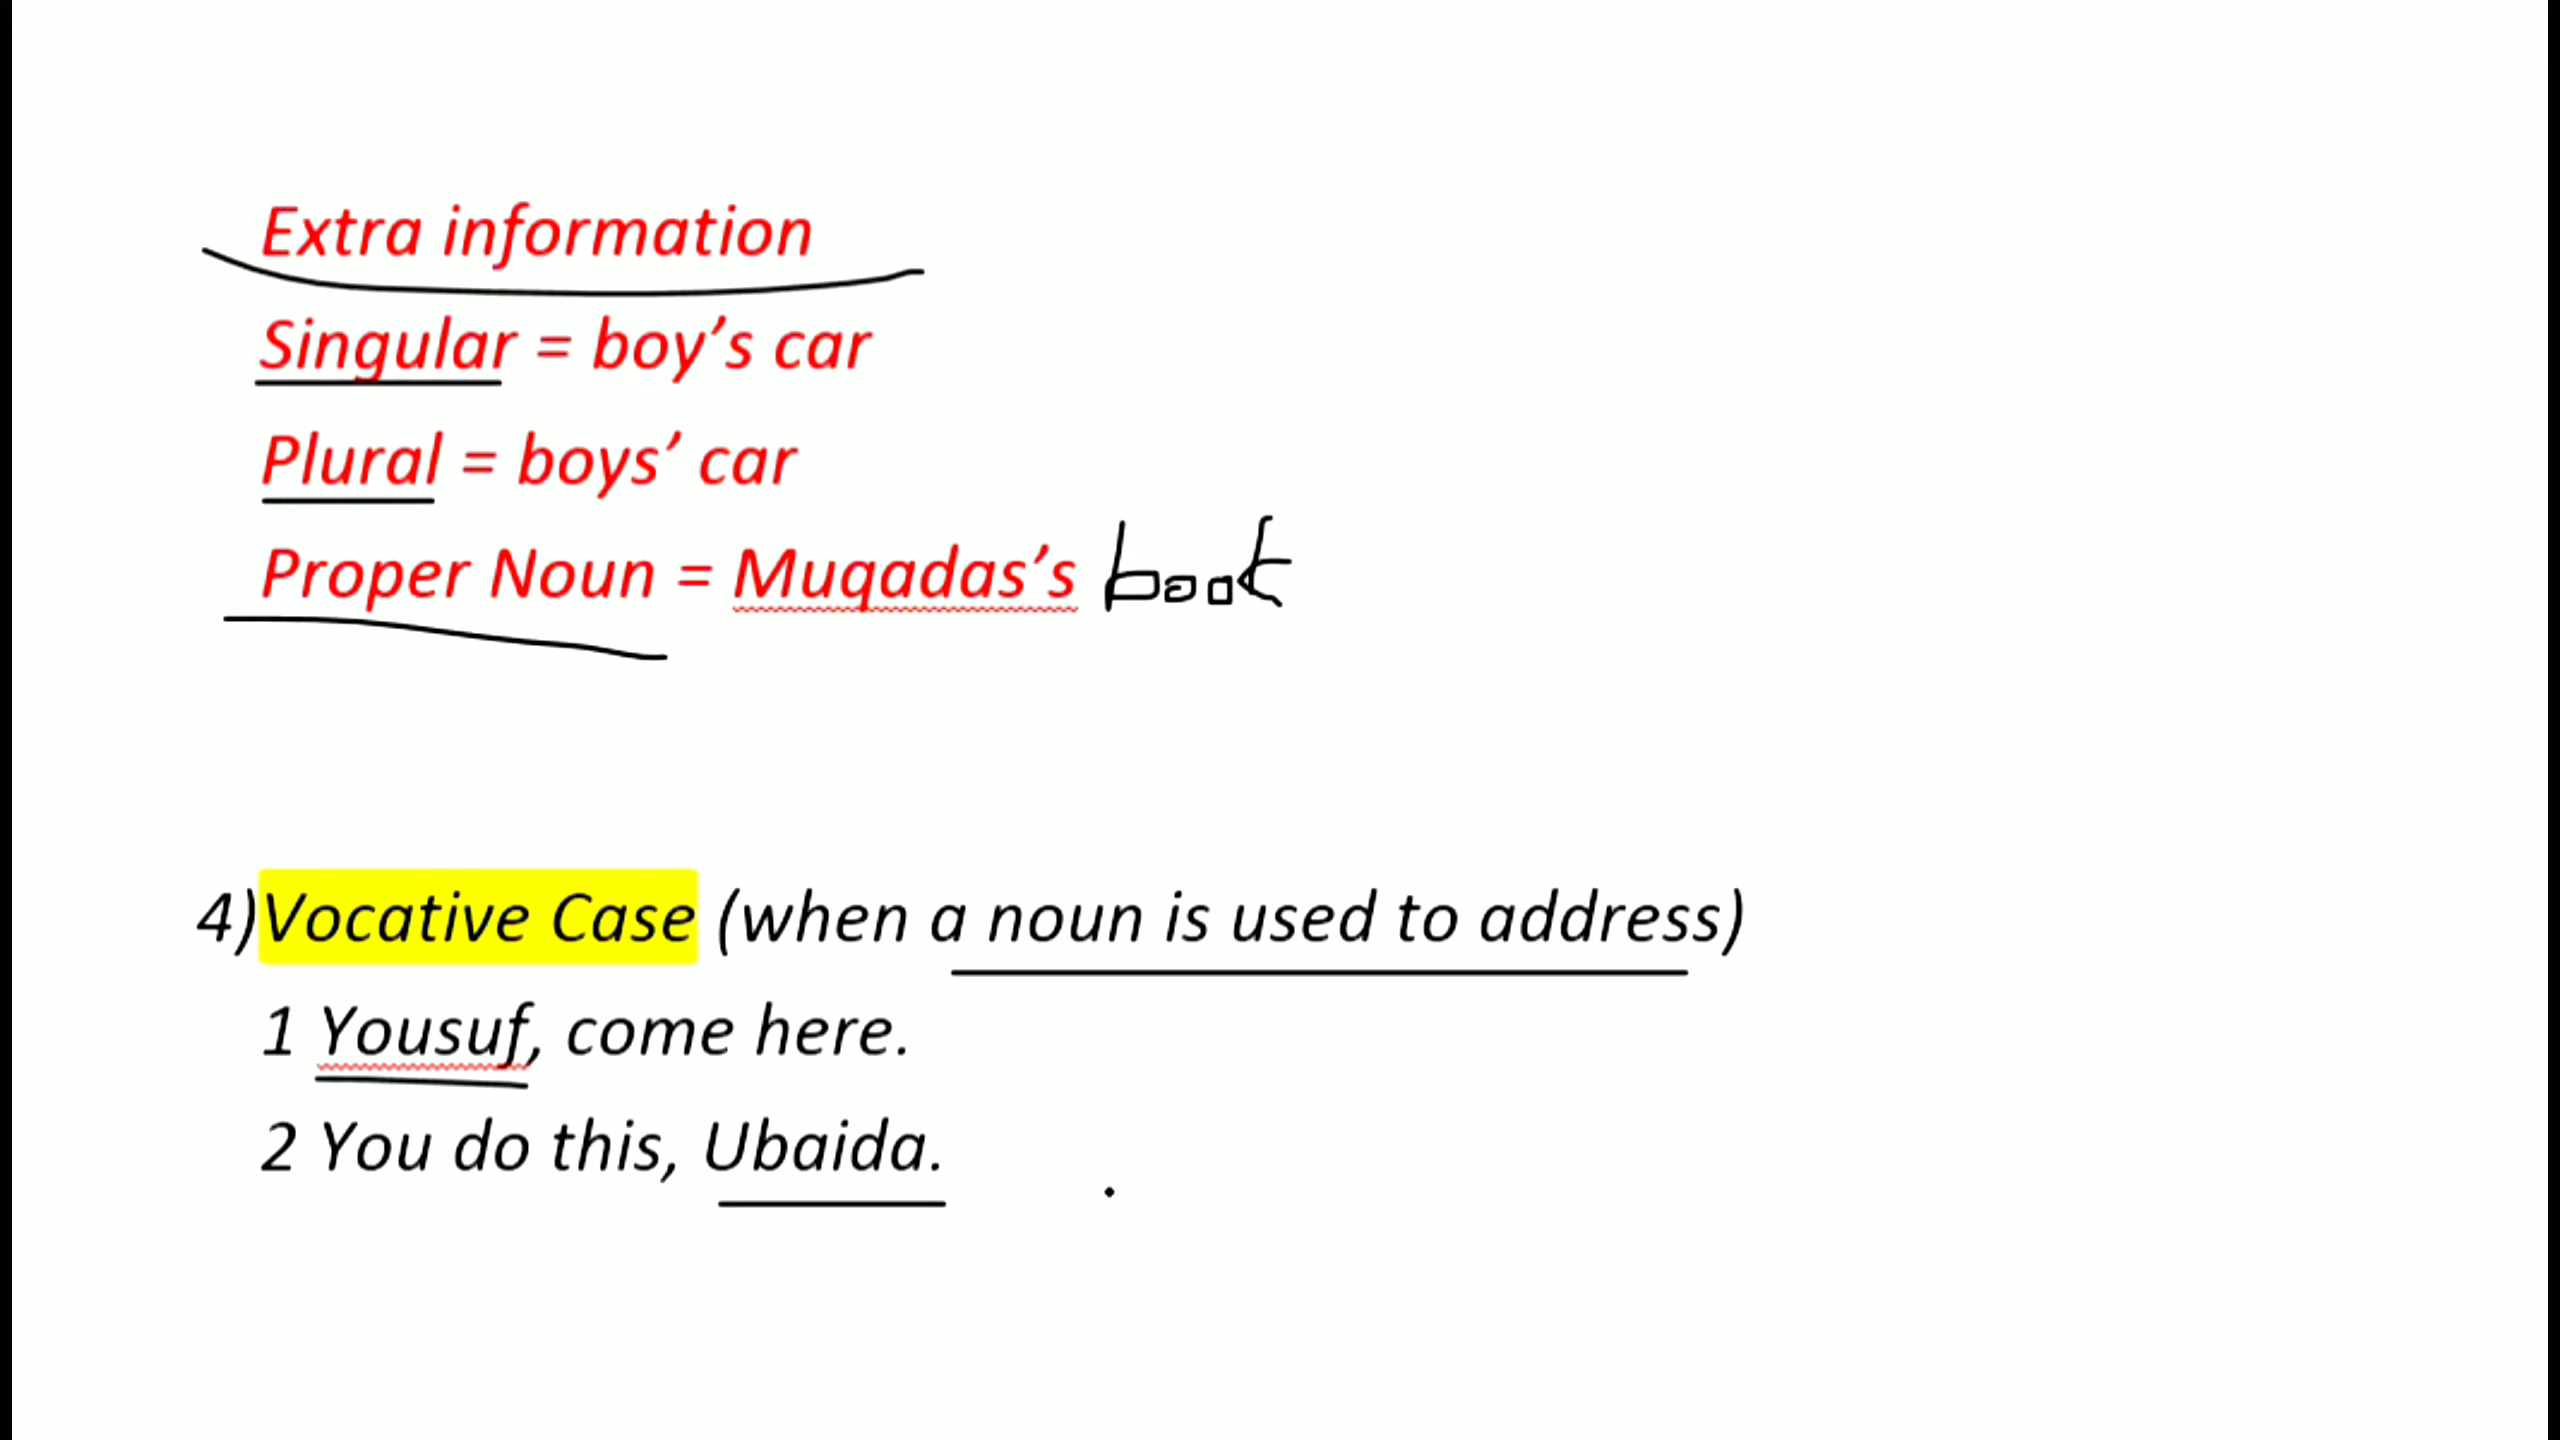 Extra information
Singular = boy’s car
Plural = boys’ car
Proper Noun = Muqadas’s book
4)Vocative Case (when a noun is used to address)
1 Yousuf, come here.
2 You do this, Ubaida.